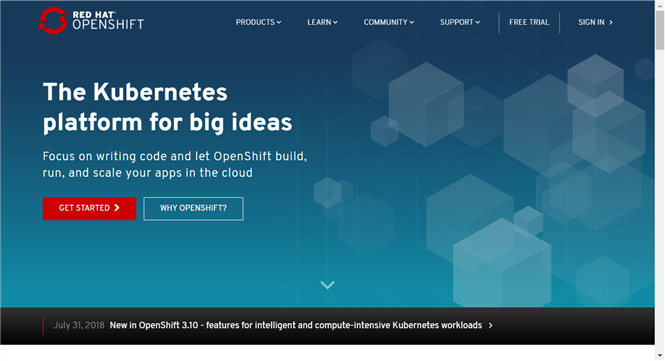 RED HAT
OPENSHIFT
PRODUCTS
LEARN
COMMUNITY
SUPPORT
FREE TRIAL
SIGN IN
The Kubernetes
platform for big ideas
Focus on writing code and let OpenShift build,
run, and scale your apps in the cloud
GET STARTED
WHY OPENSHIFT?
July 31, 2018 New in OpenShift 3.10 - features for intelligent and compute-intensive Kubernetes workloads